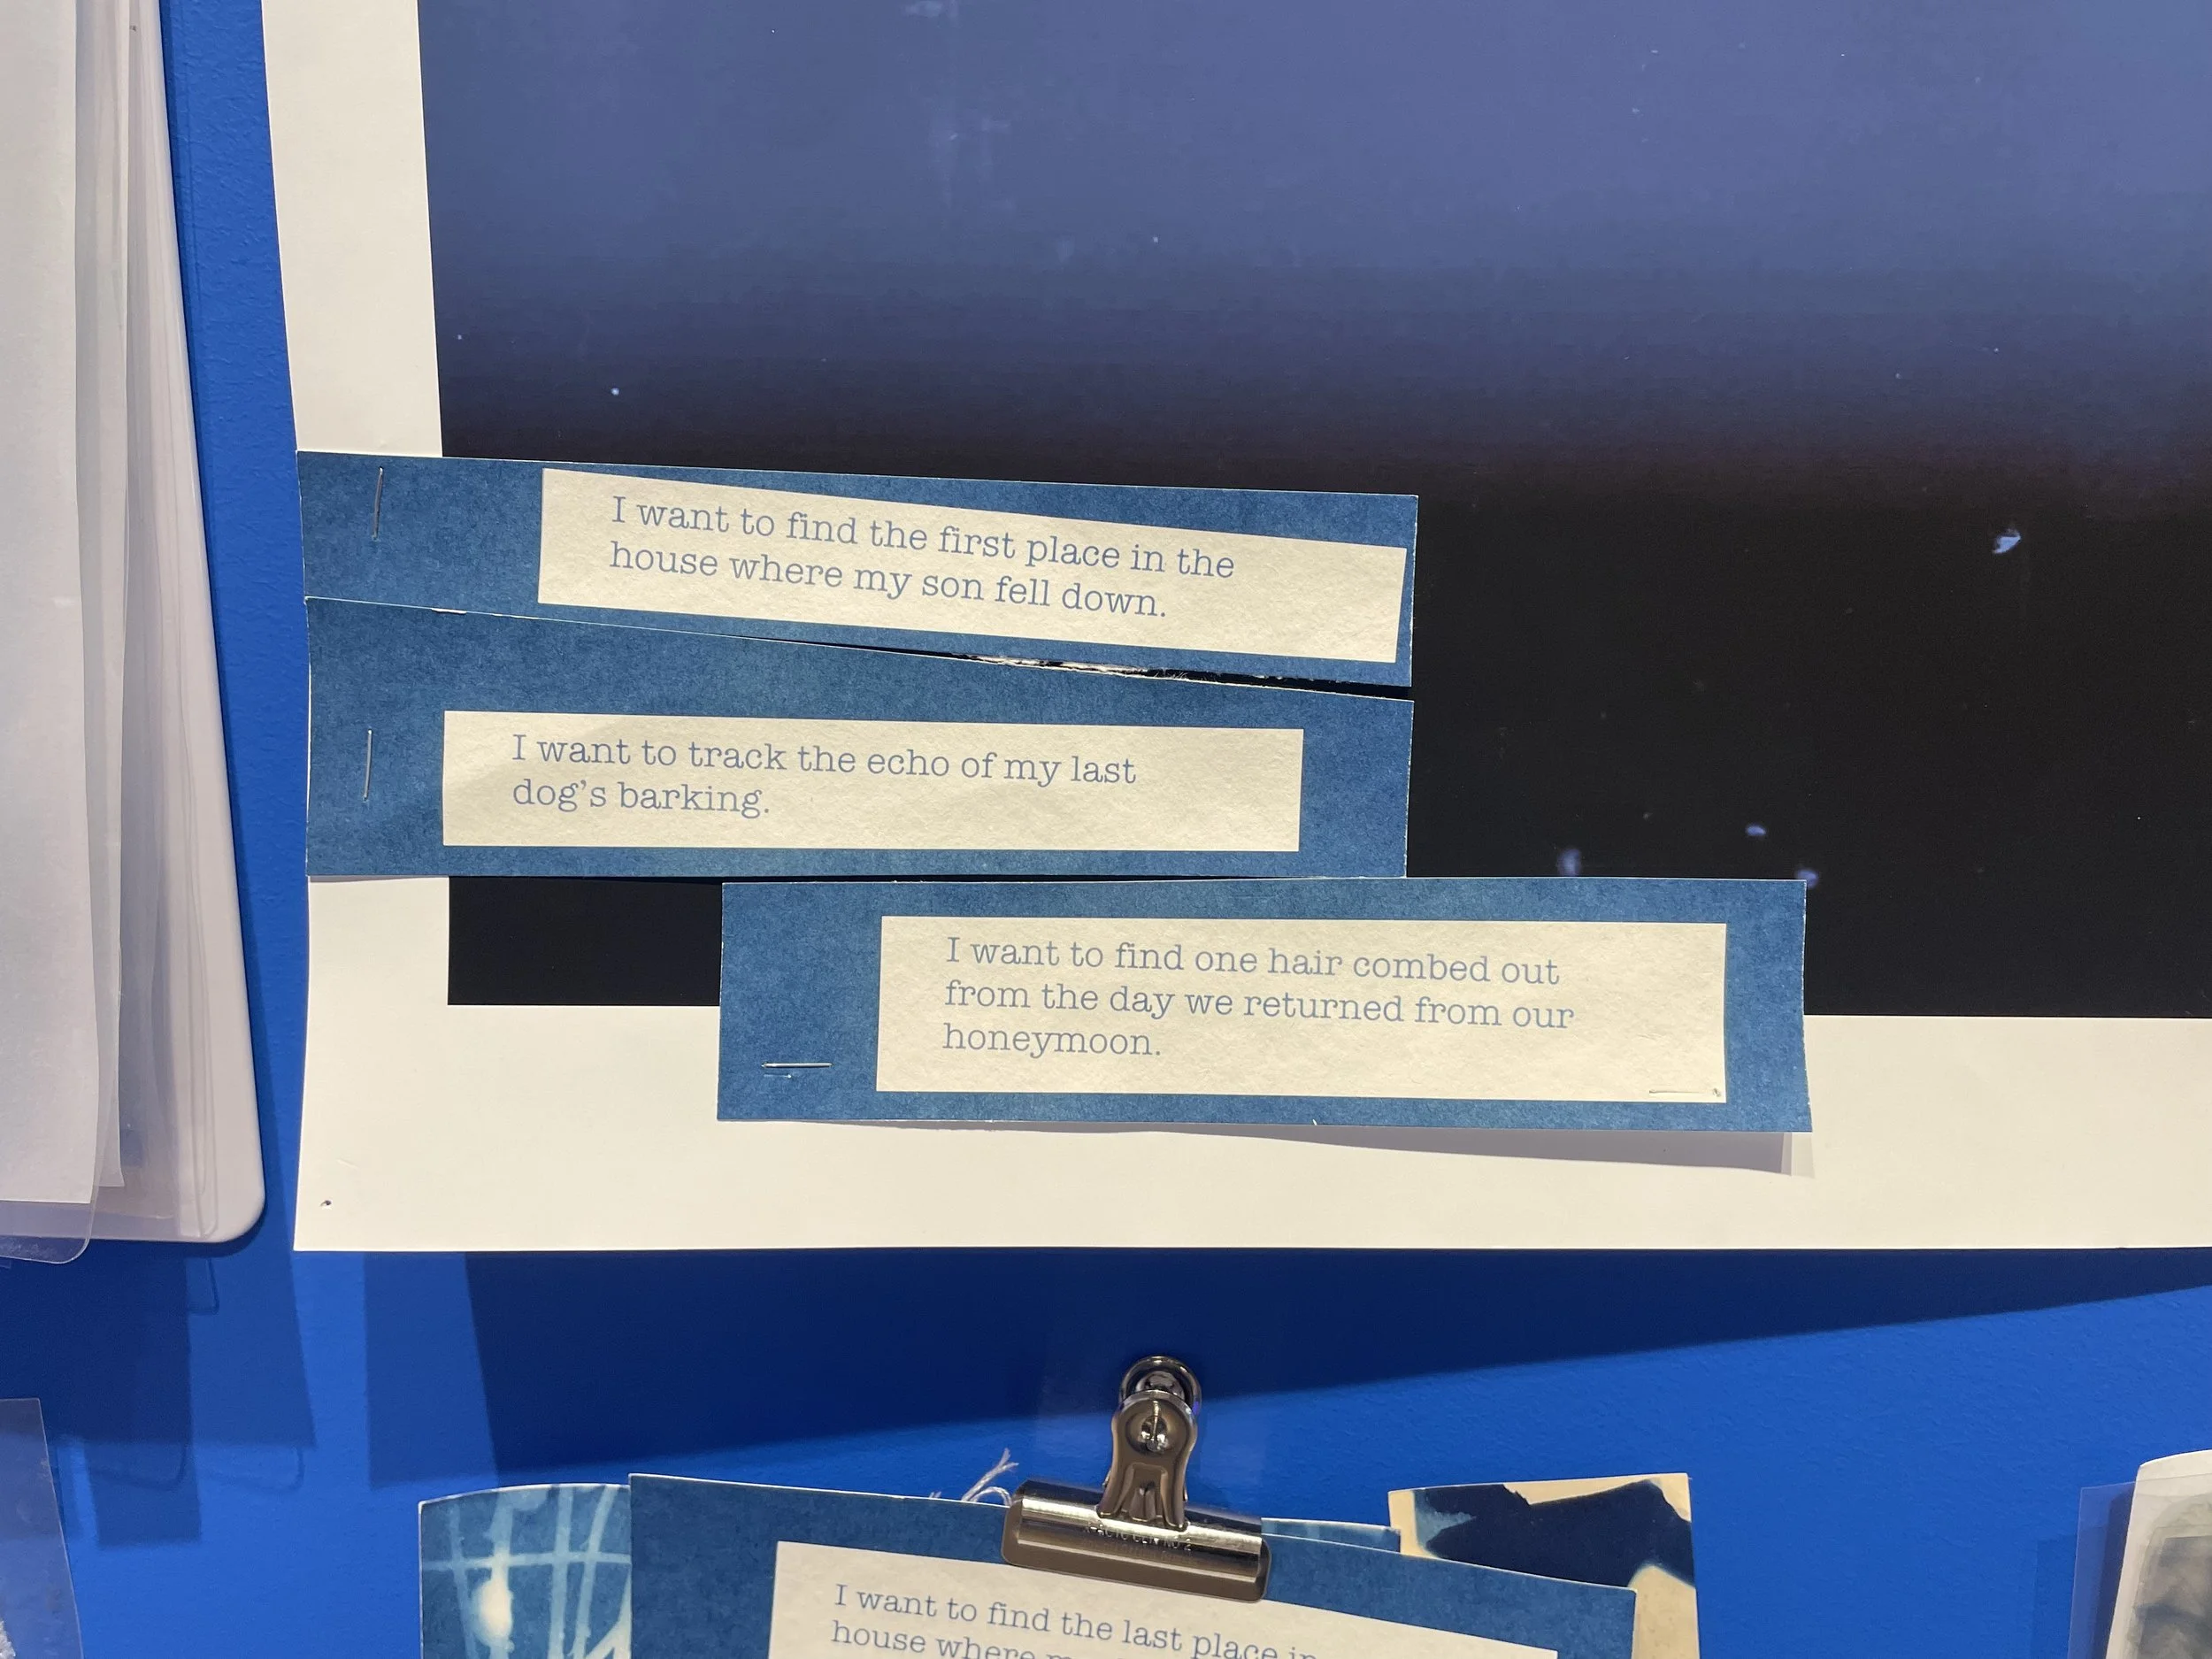 I want to find the first place in the
house where my son fell down.
I want to track the echo of my last
dog's barking.
I want to find one hair combed out
from the day we returned from our
honeymoon.
I want to find the last place in
house where